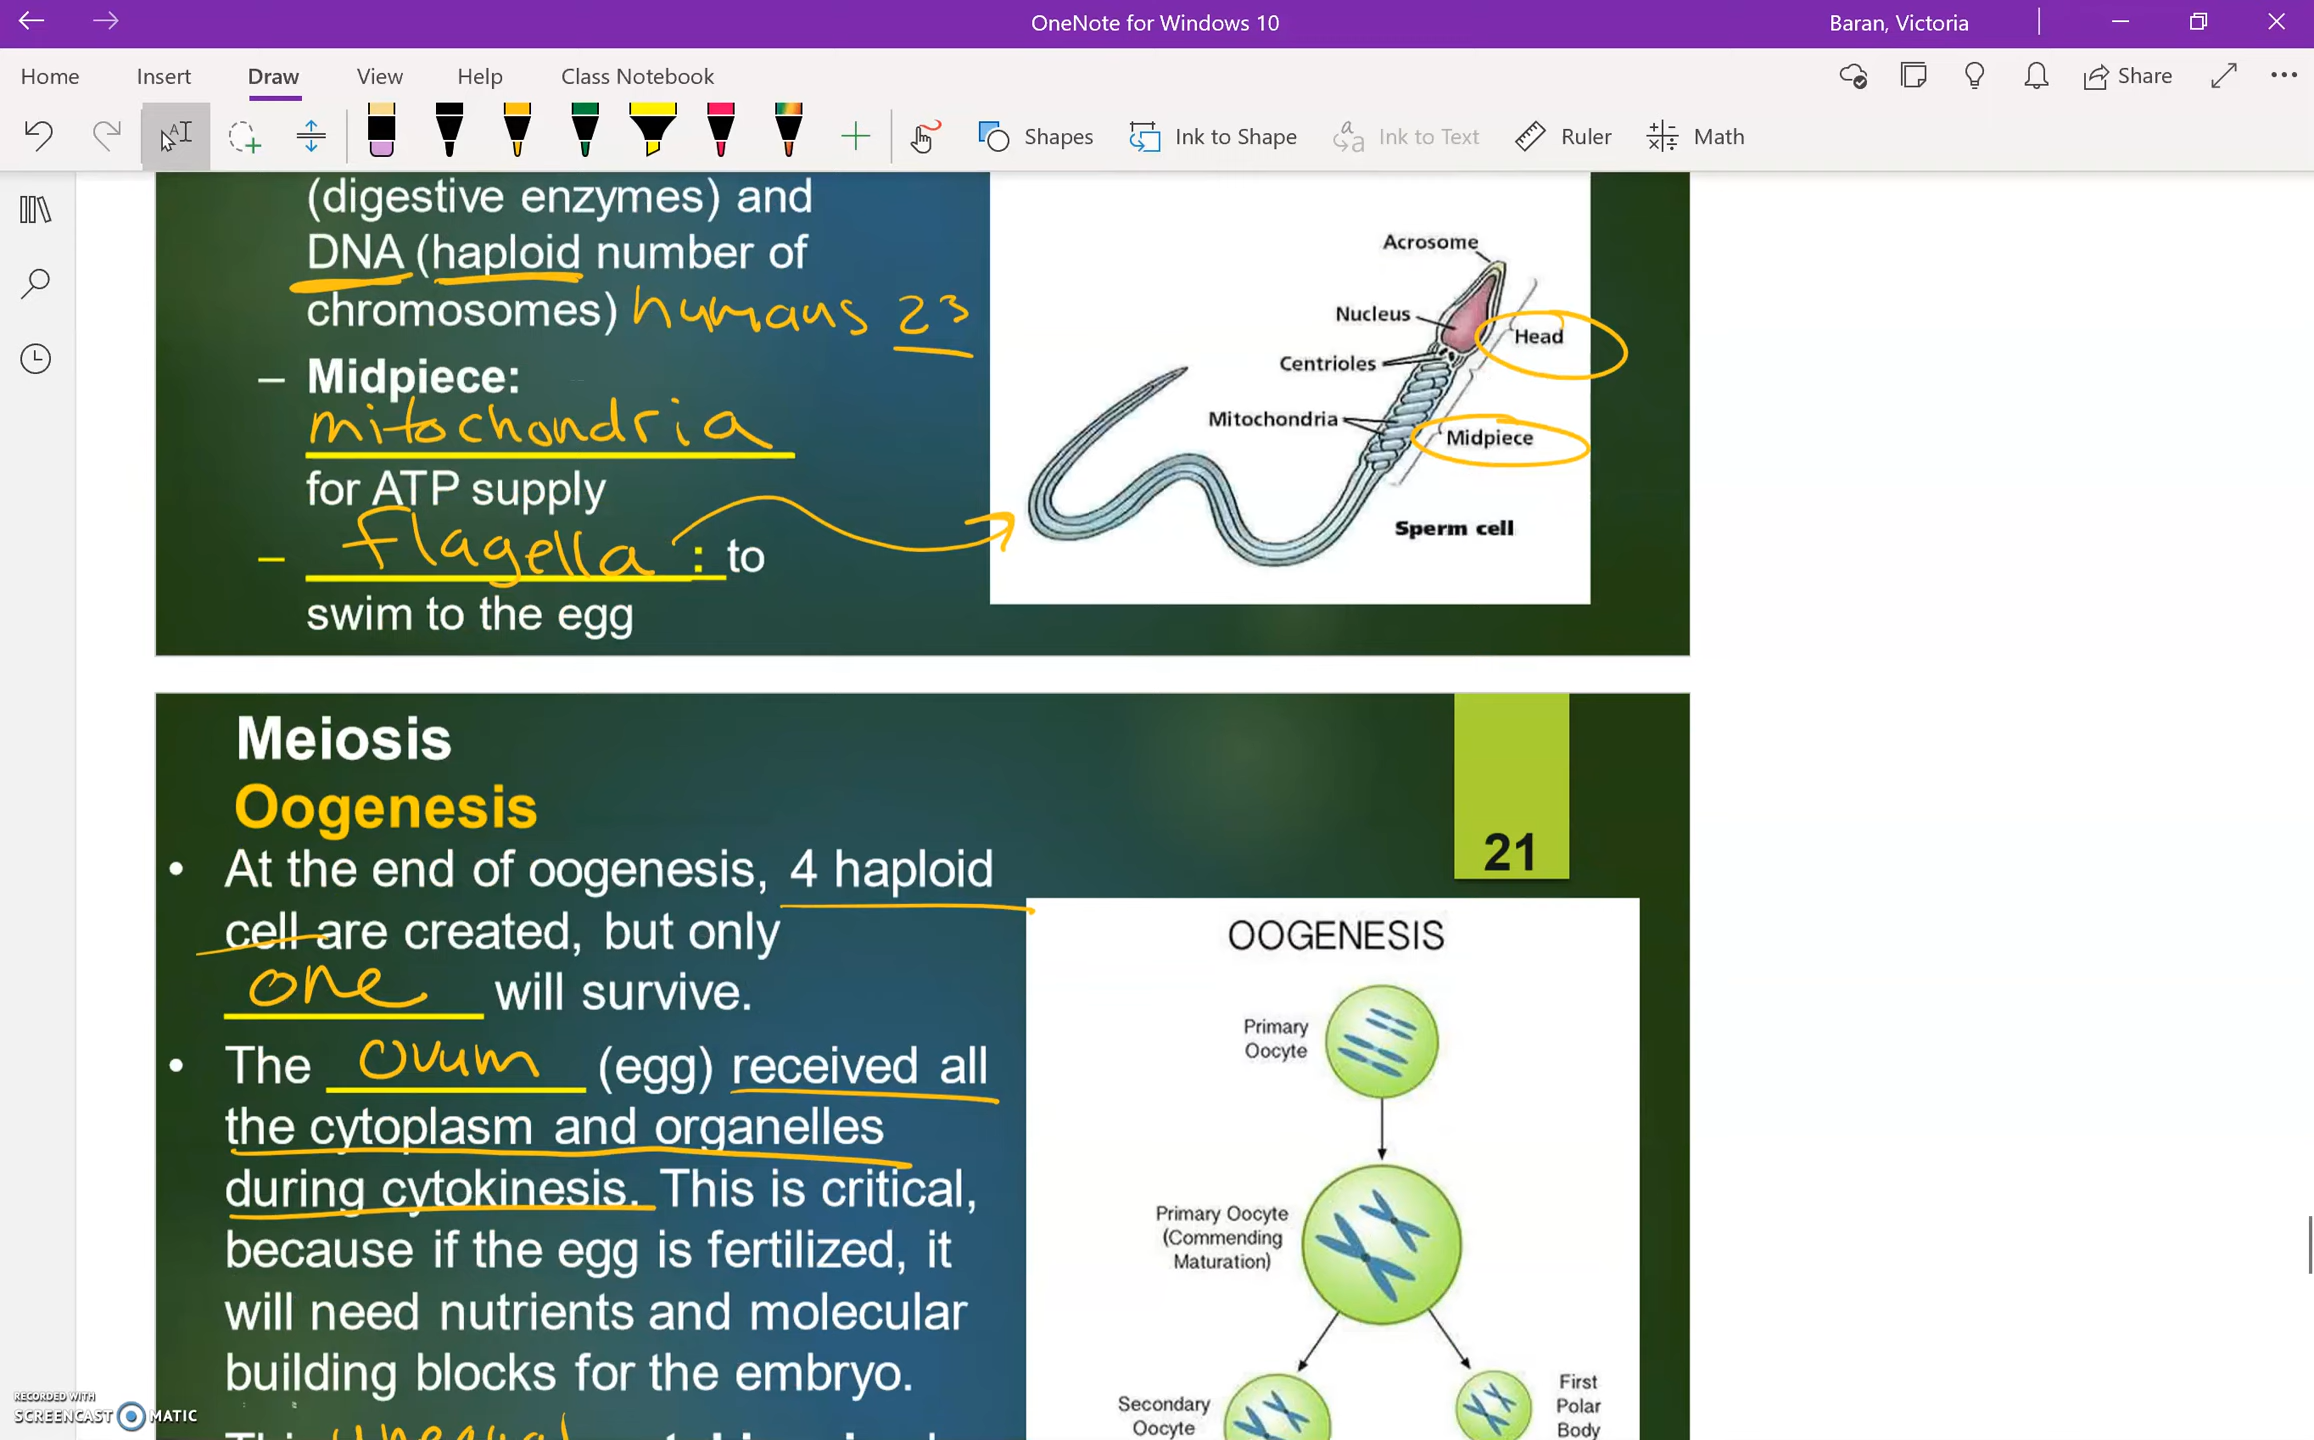 OneNote for Windows 10
Baran, Victoria
Home Insert Draw View Help Class Notebook
Share
Shapes Ink to Shape Ink to Text Ruler Math
(digestive enzymes) and
DNA (haploid number of
chromosomes) humans 23
– Midpiece:
mitochondria
for ATP supply
– flagella : to
swim to the egg
Acrosome
Nucleus
Head
Centrioles
Mitochondria
Midpiece
Sperm cell
Meiosis
Oogenesis
21
• At the end of oogenesis, 4 haploid
cell are created, but only
one will survive.
• The ovum (egg) received all
the cytoplasm and organelles
during cytokinesis. This is critical,
because if the egg is fertilized, it
will need nutrients and molecular
building blocks for the embryo.
unequal
OOGENESIS
Primary
Oocyte
Primary Oocyte
(Commending
Maturation)
Secondary
Oocyte
First
Polar
Body
RECORDED WITH
SCREENCAST MATIC